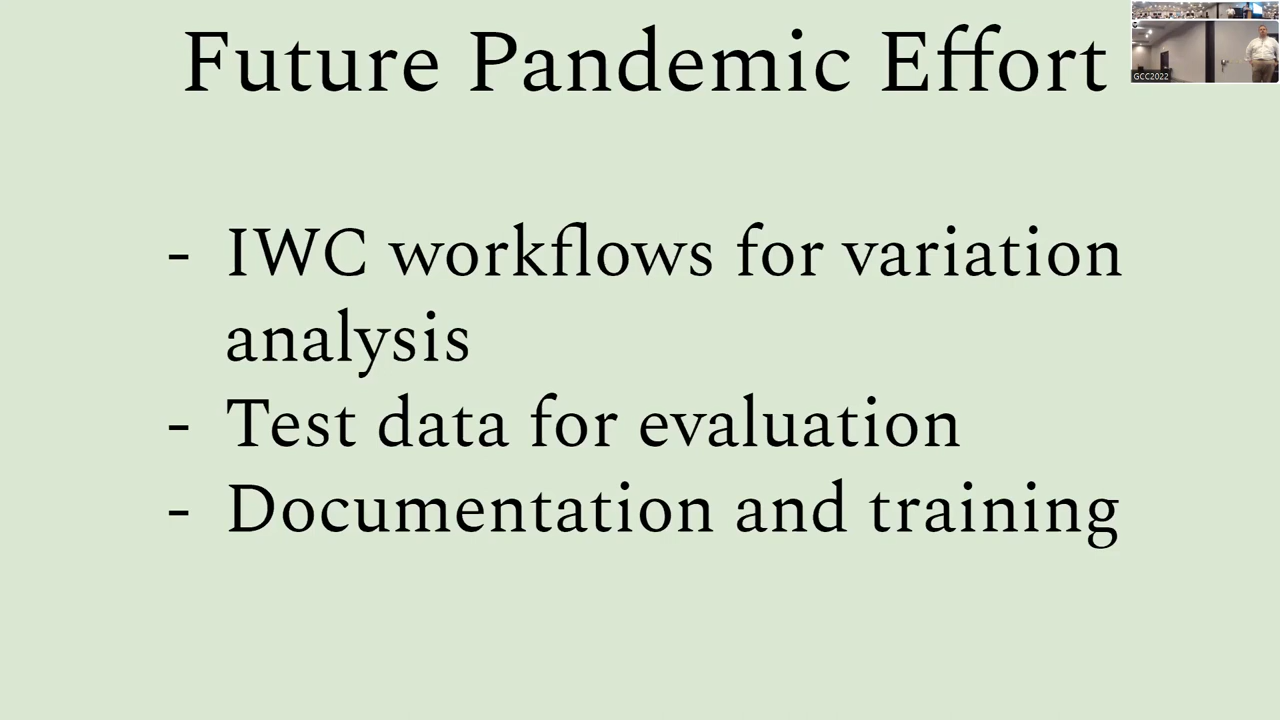 Future Pandemic Effort
GCC2022
- IWC workflows for variation
analysis
- Test data for evaluation
- Documentation and training